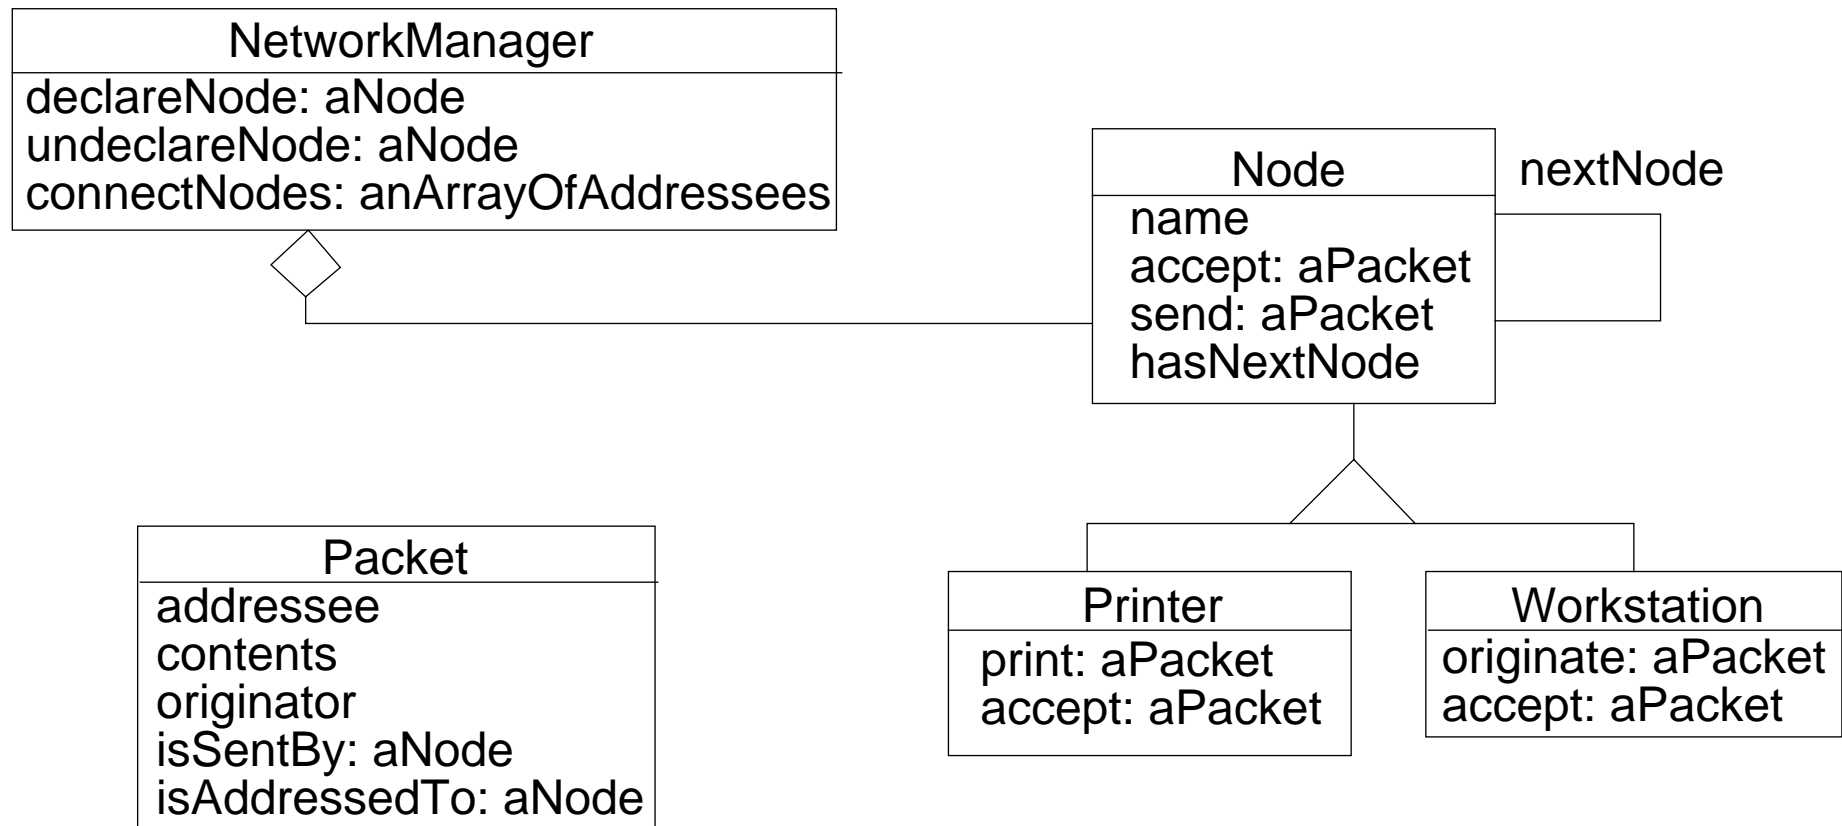 NetworkManager
declareNode: aNode
undeclareNode: aNode
connectNodes: anArrayOfAddressees
Node
name
accept: aPacket
send: aPacket
hasNextNode
nextNode
Packet
addressee
contents
originator
isSentBy: aNode
isAddressedTo: aNode
Printer
print: aPacket
accept: aPacket
Workstation
originate: aPacket
accept: aPacket